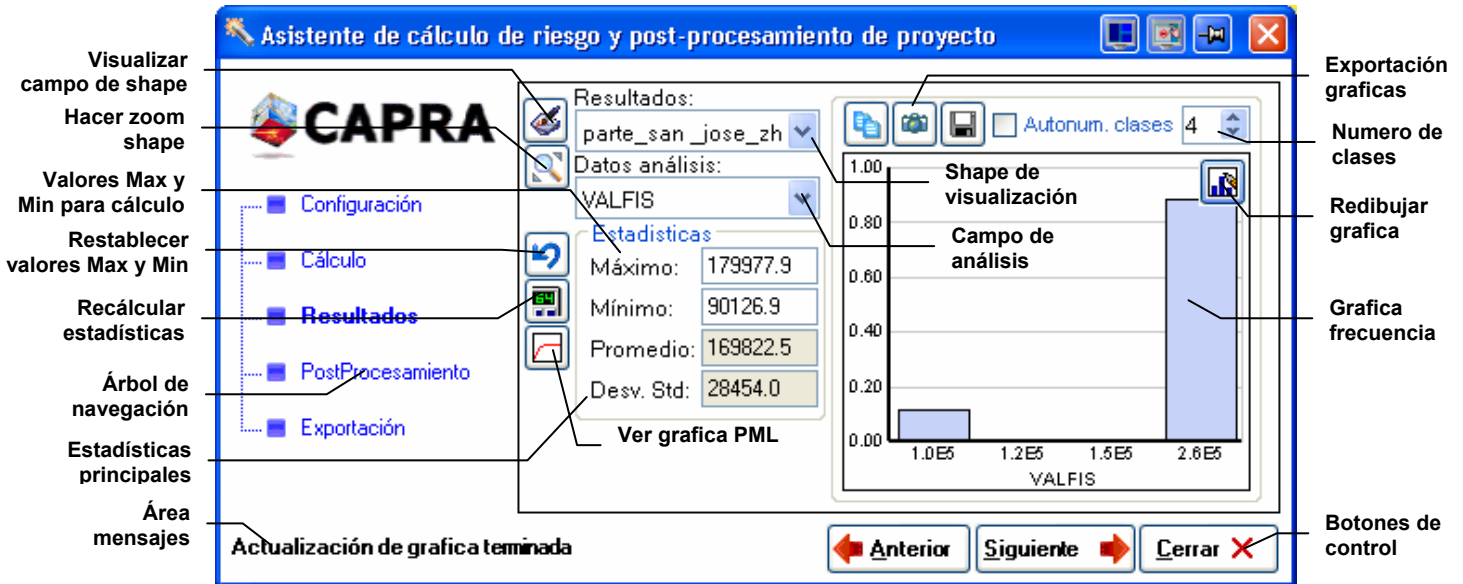 Asistente de cálculo de riesgo y post-procesamiento de proyecto
Visualizar
campo de shape
Hacer zoom
shape
Valores Max y
Min para cálculo
Restablecer
valores Max y Min
Recálcular
estadísticas
Árbol de
navegación
Estadísticas
principales
Área
mensajes
CAPRA
Configuración
Cálculo
Resultados
PostProcesamiento
Exportación
Resultados:
parte_san _jose_zh
Datos análisis:
VALFIS
Estadisticas
Máximo: 179977.9
Mínimo: 90126.9
Promedio: 169822.5
Desv. Std: 28454.0
Ver grafica PML
64
Autonum. clases 4
Shape de
visualización
Campo de
análisis
1.00
0.80
0.60
0.40
0.20
0.00
1.0E5 1.2E5 1.5E5 2.6E5
VALFIS
Exportación
graficas
Numero de
clases
Redibujar
grafica
Grafica
frecuencia
Botones de
control
Actualización de grafica terminada
Anterior
Siguiente
Cerrar